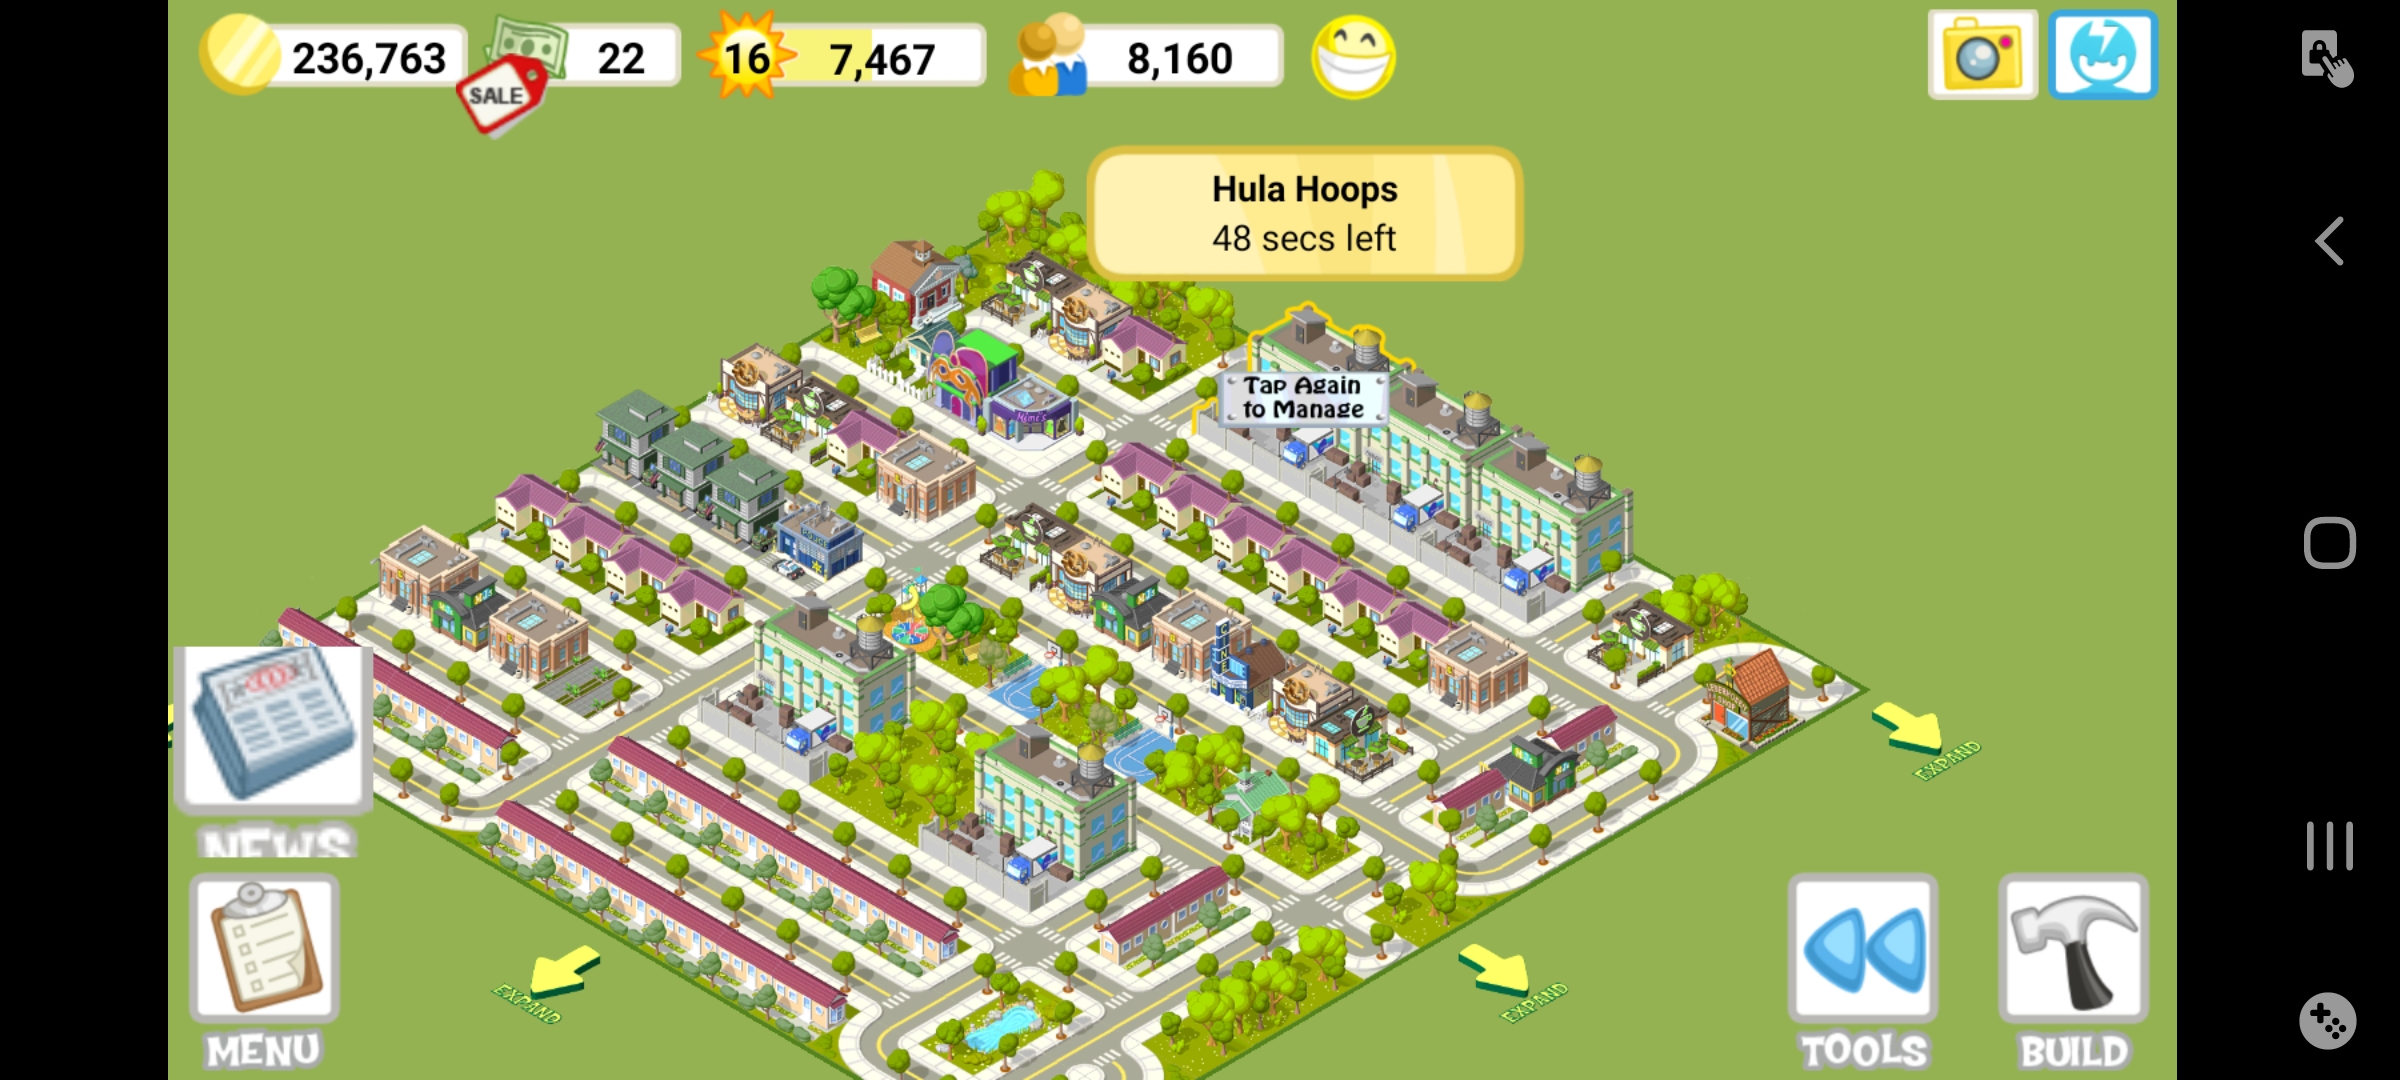 236,763
22
16
7,467
8,160
SALE
Hula Hoops
48 secs left
Tap Again
to Manage
POLICE
EXPAND
NEWS
EXPAND
EXPAND
MENU
TOOLS
BUILD